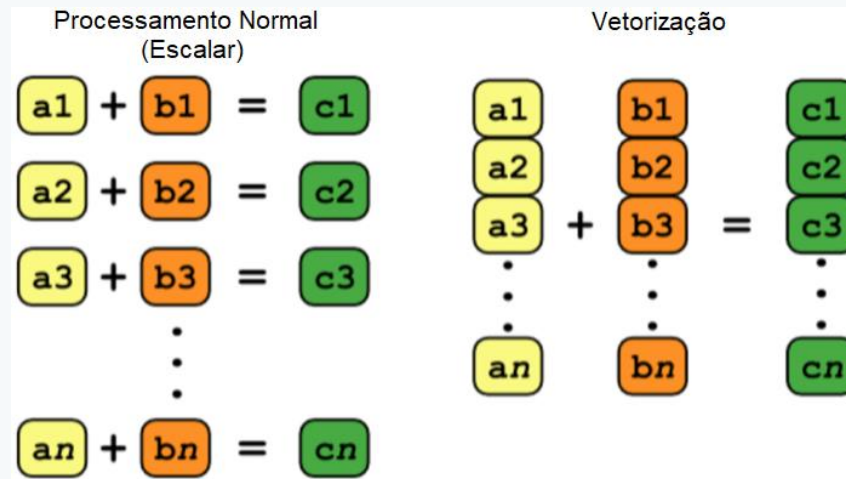 Processamento Normal
(Escalar)
a1 + b1 = c1
a2 + b2 = c2
a3 + b3 = c3
an + bn = cn
Vetorização
a1 b1 c1
a2 b2 c2
a3 + b3 = c3
an bn cn